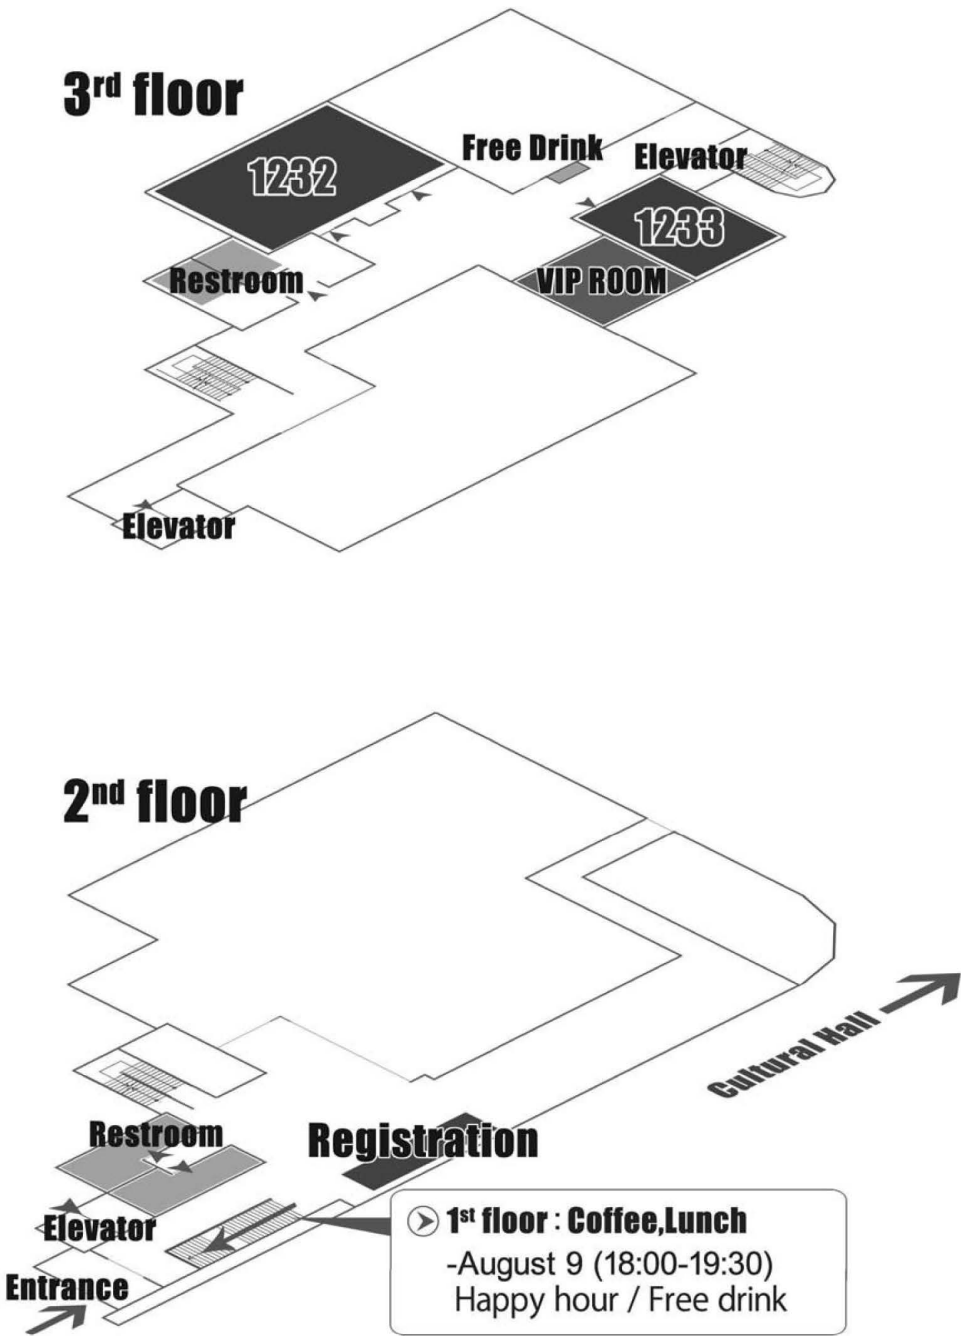 3rd floor
Free Drink
Elevator
1232
1233
Restroom
VIP ROOM
Elevator
2nd floor
Cultural Hall
Restroom
Registration
Elevator
1st floor : Coffee,Lunch
-August 9 (18:00-19:30)
Happy hour / Free drink
Entrance